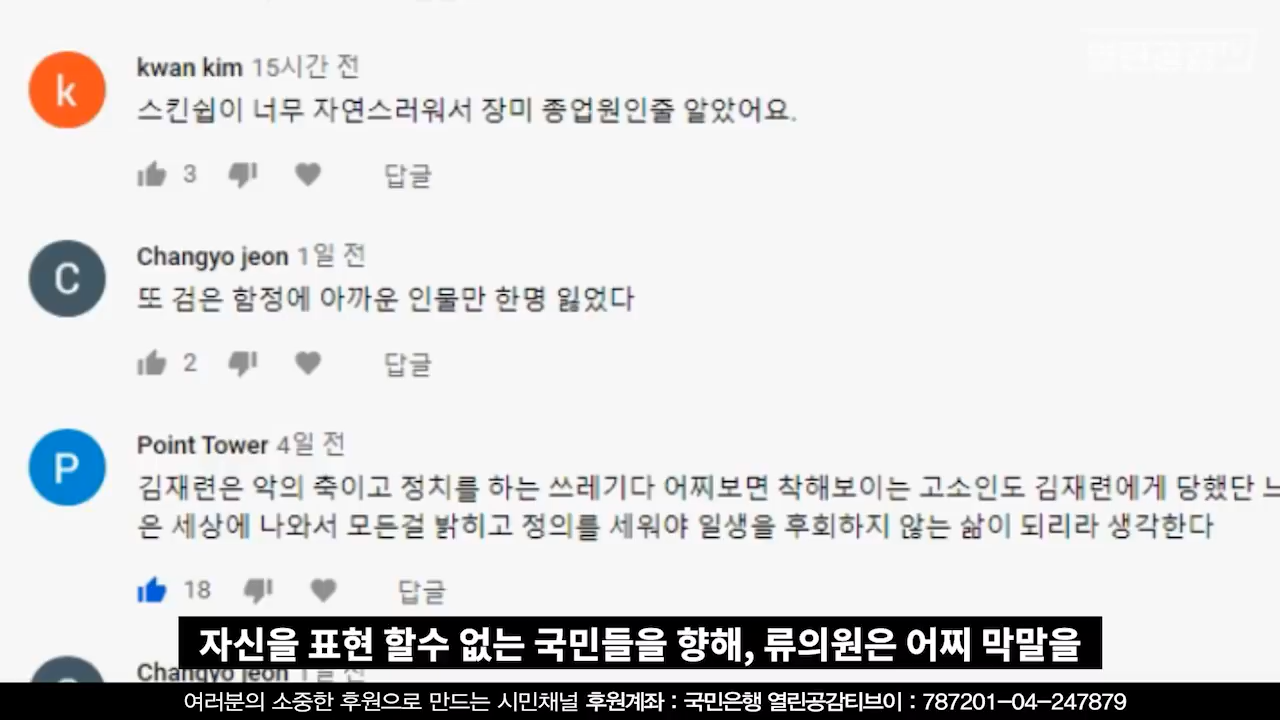 kwan kim 15시간 전
스킨쉽이 너무 자연스러워서 장미 종업원인줄 알았어요.
3 답글
Changyo jeon 1일 전
또 검은 함정에 아까운 인물만 한명 잃었다
2 답글
Point Tower 4일 전
김재련은 악의 축이고 정치를 하는 쓰레기다 어찌보면 착해보이는 고소인도 김재련에게 당했단
은 세상에 나와서 모든걸 밝히고 정의를 세워야 일생을 후회하지 않는 삶이 되리라 생각한다
18 답글
자신을 표현 할수 없는 국민들을 향해, 류의원은 어찌 막말을
Changyo jeon 1일 전
여러분의 소중한 후원으로 만드는 시민채널 후원계좌 : 국민은행 열린공감티브이 : 787201-04-247879